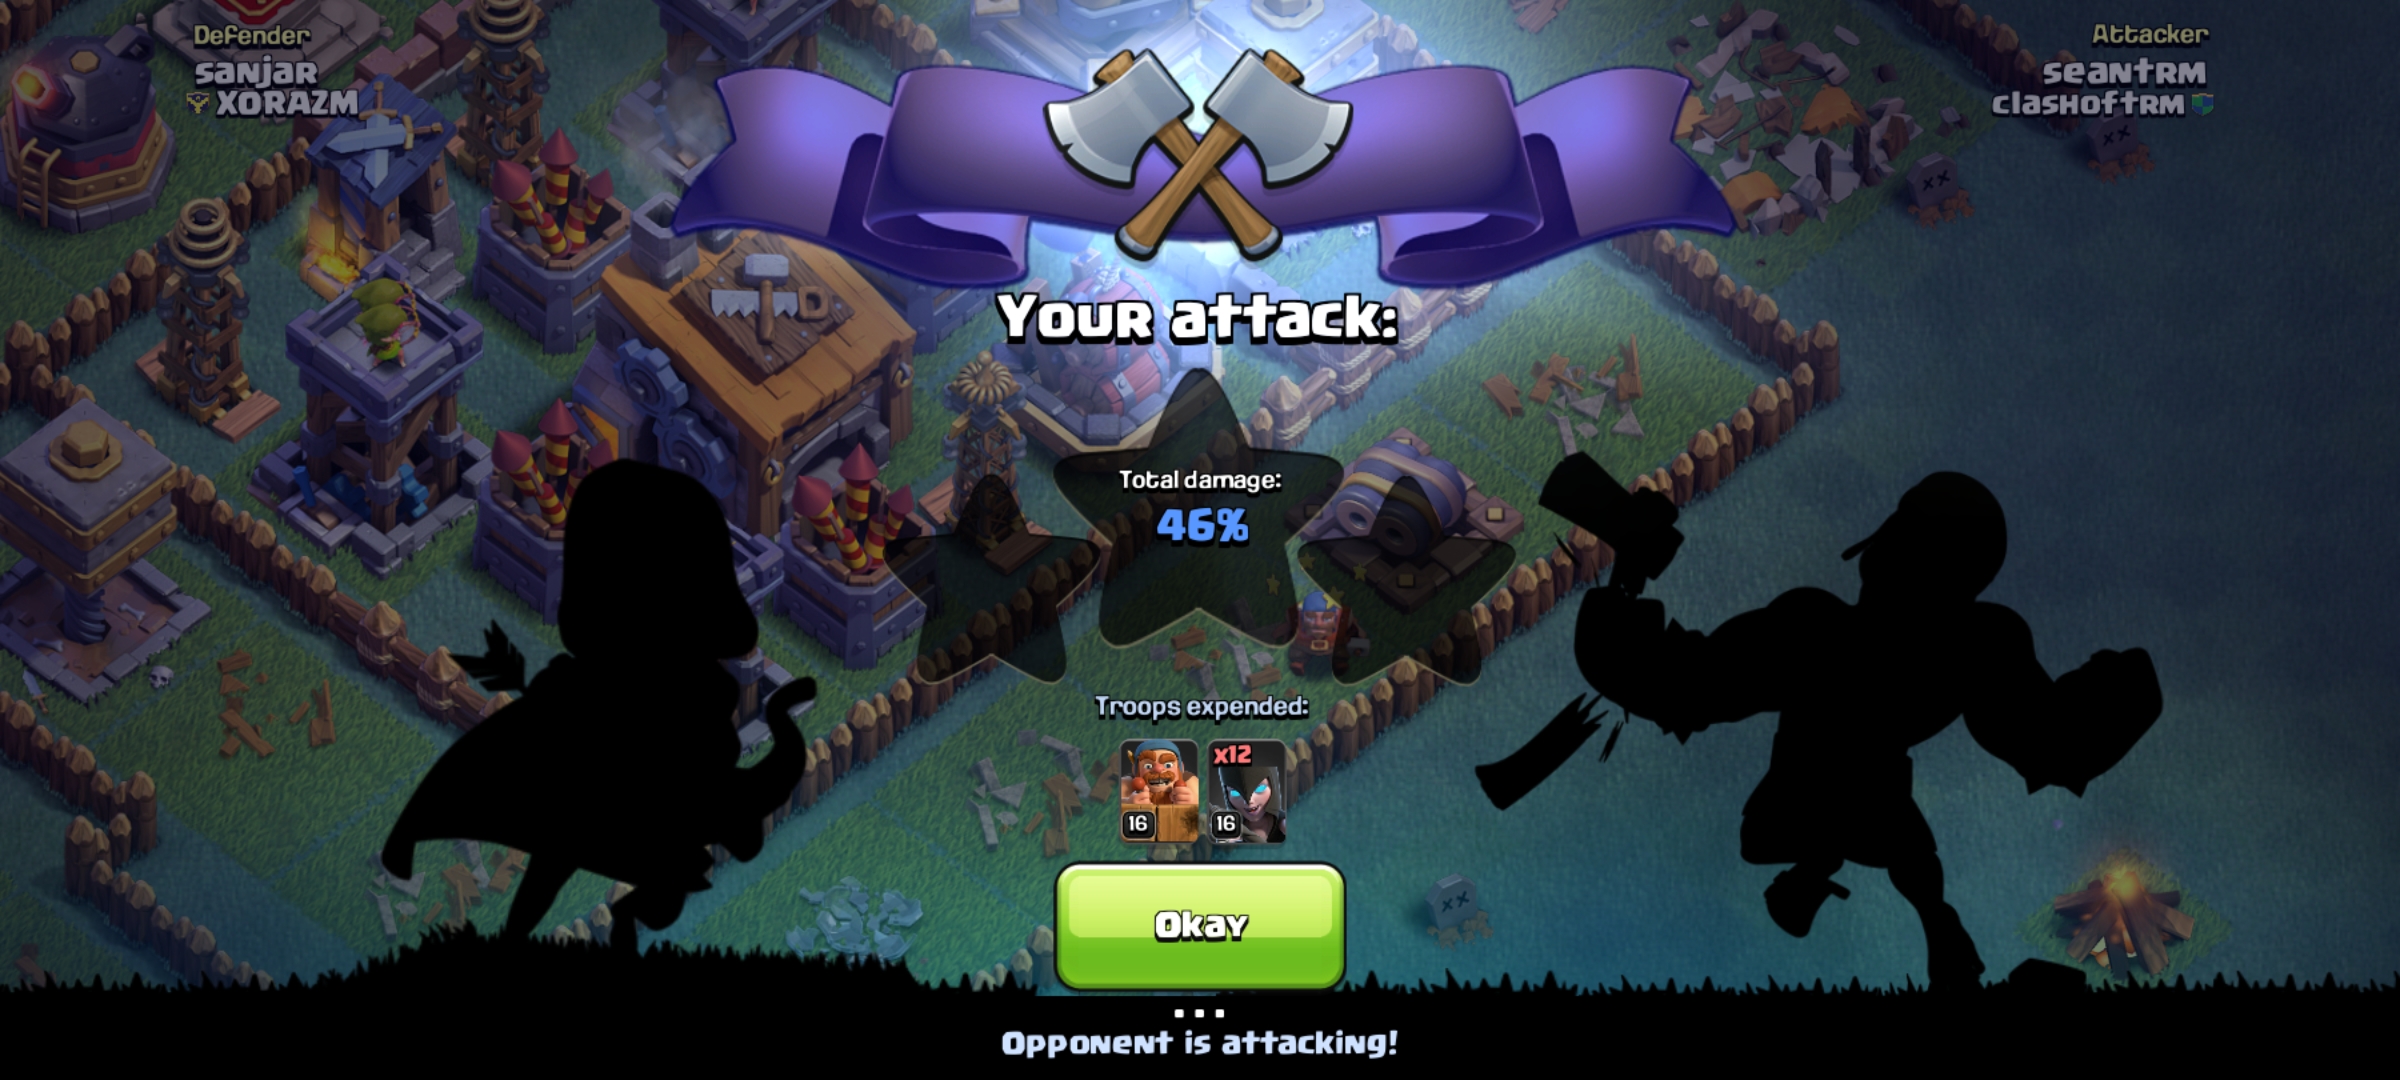 Defender
sanjar
XORAZM
Attacker
seantRM
clashoftRM
Your attack:
Total damage:
46%
Troops expended:
x12
16
16
Okay
...
Opponent is attacking!